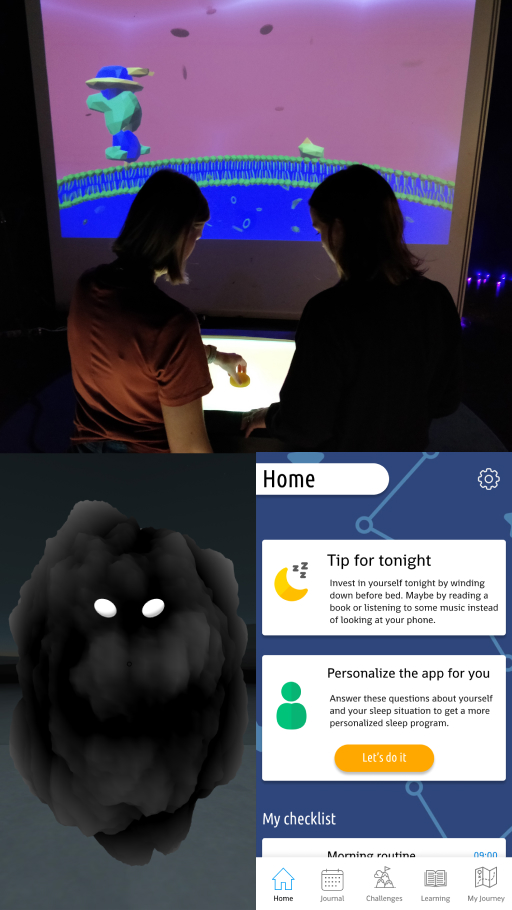 Home
Tip for tonight
Invest in yourself tonight by winding
down before bed. Maybe by reading a
book or listening to some music instead
of looking at your phone.
Personalize the app for you
Answer these questions about yourself
and your sleep situation to get a more
personalized sleep program.
Let's do it
My checklist
Morning routine 09:00
Home Journal Challenges Learning My Journey